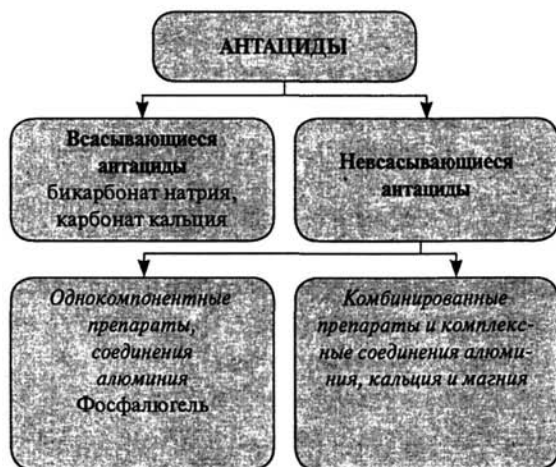 АНТАЦИДЫ
Всасывающиеся
антациды
бикарбонат натрия,
карбонат кальция
Невсасывающиеся
антациды
Однокомпонентные
препараты,
соединения
алюминия
Фосфалюгель
Комбинированные
препараты и комплекс-
ные соединения алюми-
ния, кальция и магния